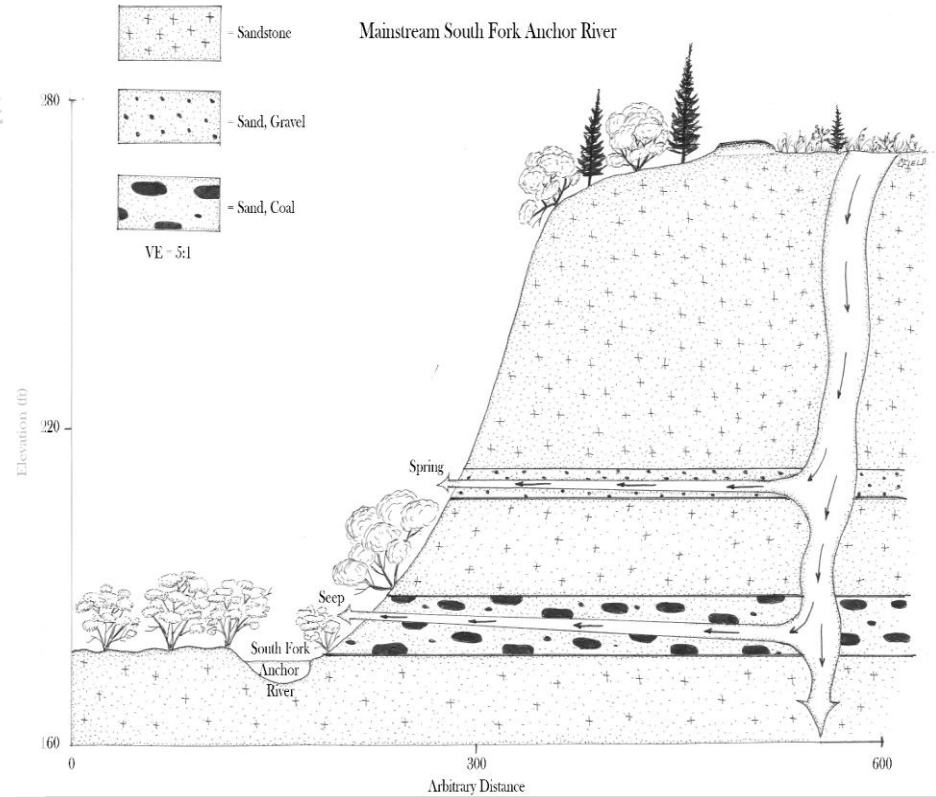 Mainstream South Fork Anchor River
= Sandstone
= Sand, Gravel
= Sand, Coal
VE = 5:1
280
Elevation (ft)
220
Spring
Seep
South Fork
Anchor
River
160
0
300
600
Arbitrary Distance